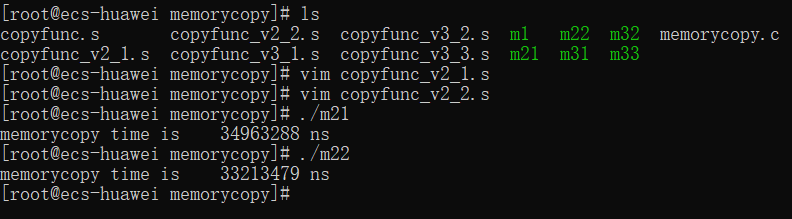 [root@ecs-huawei memorycopy]# ls
copyfunc.s       copyfunc_v2_2.s  copyfunc_v3_2.s  m1   m22  m32  memorycopy.c
copyfunc_v2_1.s  copyfunc_v3_1.s  copyfunc_v3_3.s  m21  m31  m33
[root@ecs-huawei memorycopy]# vim copyfunc_v2_1.s
[root@ecs-huawei memorycopy]# vim copyfunc_v2_2.s
[root@ecs-huawei memorycopy]# ./m21
memorycopy time is   34963288 ns
[root@ecs-huawei memorycopy]# ./m22
memorycopy time is   33213479 ns
[root@ecs-huawei memorycopy]#